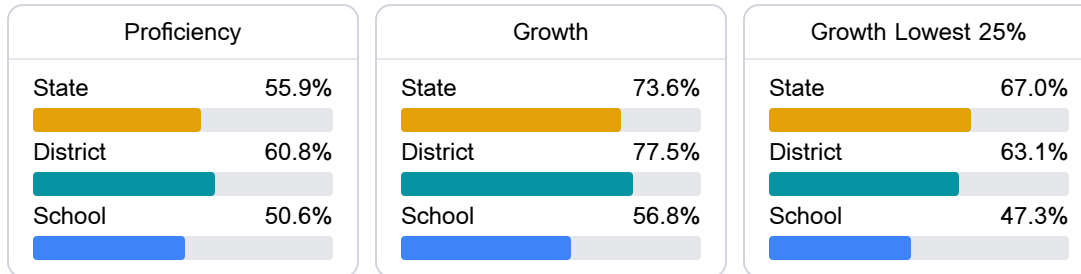 Proficiency
State 55.9%
District 60.8%
School 50.6%
Growth
State 73.6%
District 77.5%
School 56.8%
Growth Lowest 25%
State 67.0%
District 63.1%
School 47.3%